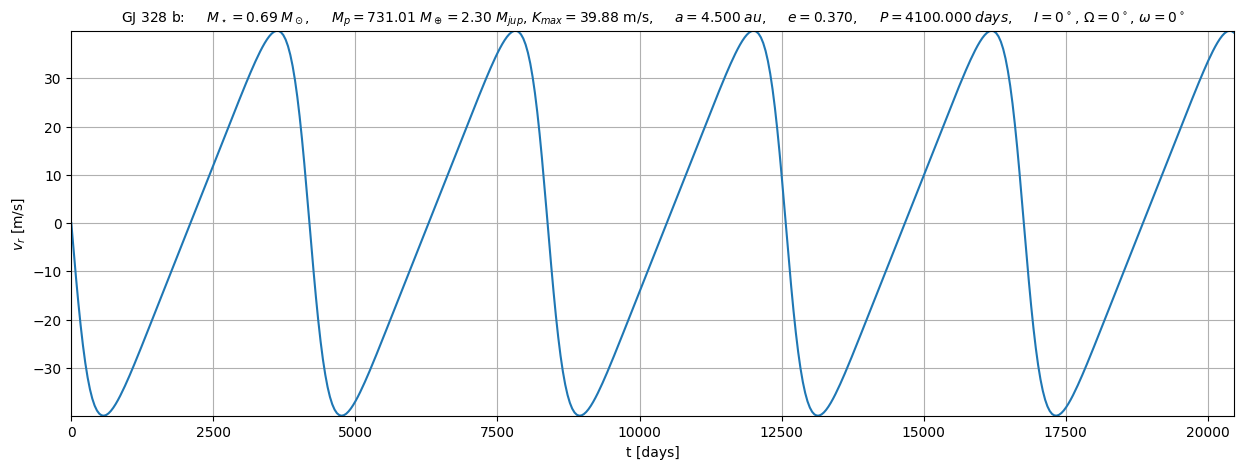 GJ 328 b: M⋆ = 0.69 M⊙, Mp = 731.01 M⊕ = 2.30 Mjup, Kmax = 39.88 m/s, a = 4.500 au, e = 0.370, P = 4100.000 days, I = 0°, Ω = 0°, ω = 0°
30
20
10
0
−10
−20
−30
vr [m/s]
0 2500 5000 7500 10000 12500 15000 17500 20000
t [days]